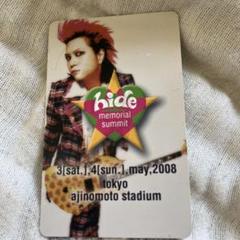 hide
memorial
summit
3[sat.],4[sun.],may,2008
tokyo
ajinomoto stadium